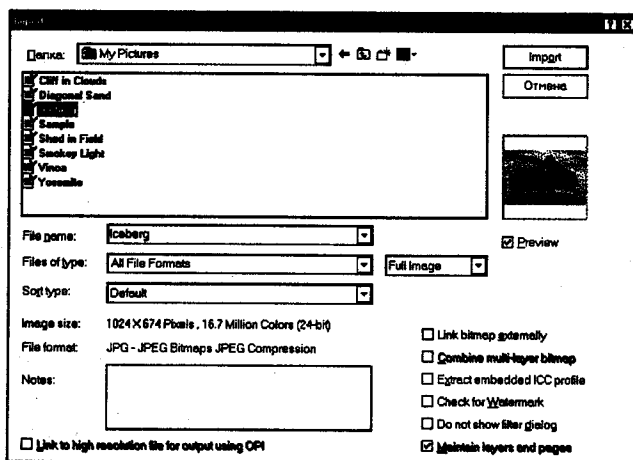 Import
Папка: My Pictures
Import
Отмена
Cliff in Clouds
Diagonal Sand
Sample
Shed in Field
Smokey Light
Vines
Yosemite
File name: Iceberg
Preview
Files of type: All File Formats Full Image
Sort type: Default
Image size: 1024 X 674 Pixels , 16.7 Million Colors (24-bit)
File format: JPG - JPEG Bitmaps JPEG Compression
Notes:
Link bitmap externally
Combine multi-layer bitmap
Extract embedded ICC profile
Check for Watermark
Do not show filter dialog
Link to high resolution file for output using OPI
Maintain layers and pages